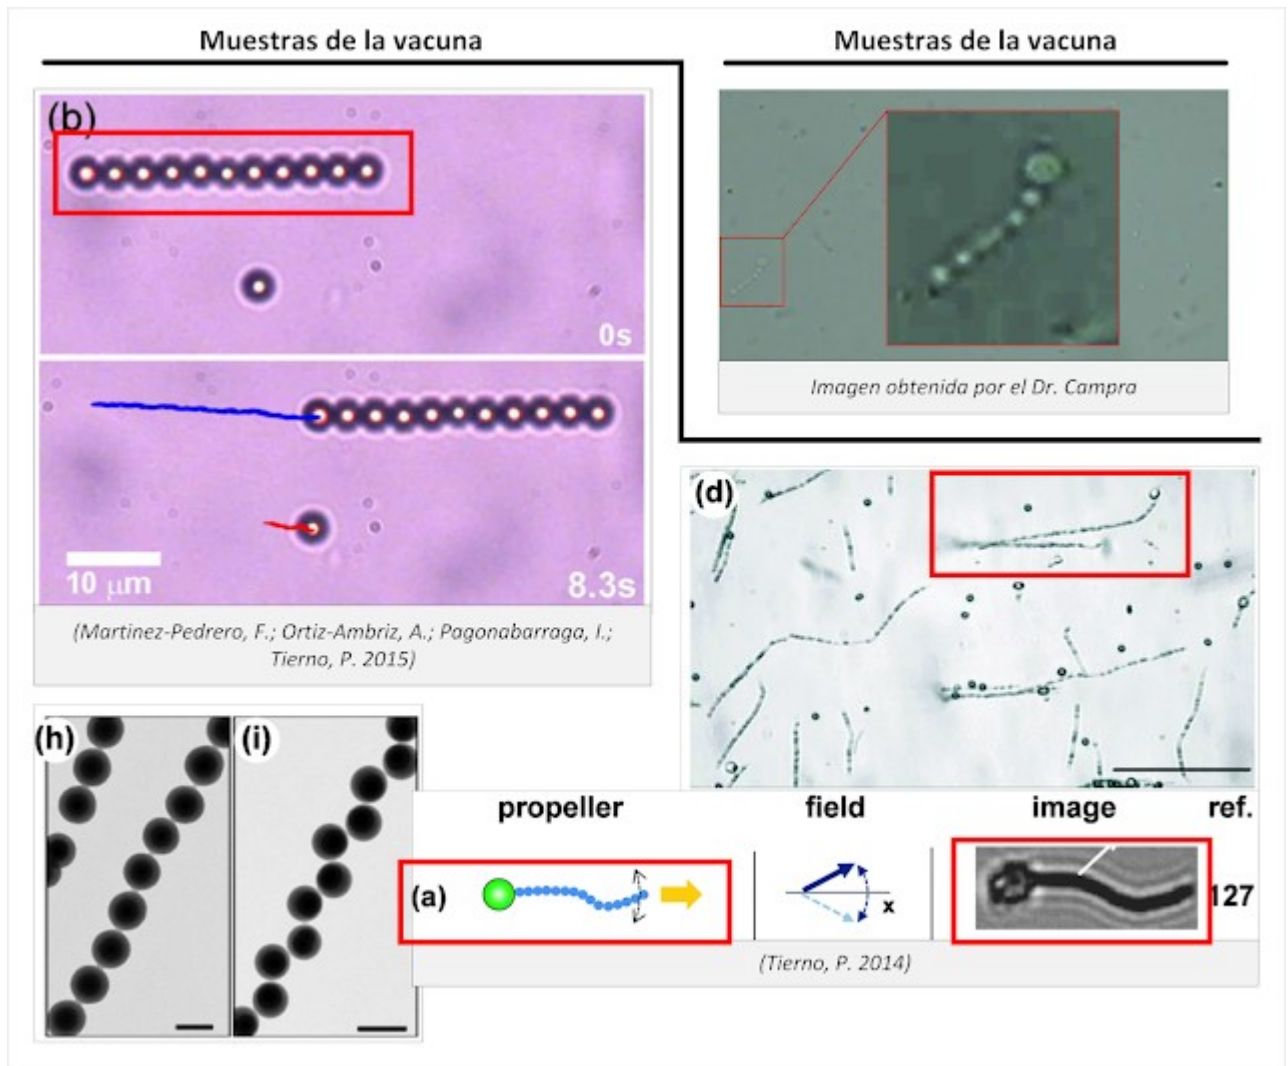 Muestras de la vacuna
Muestras de la vacuna
(b)
0s
10 µm
8.3s
(Martinez-Pedrero, F.; Ortiz-Ambriz, A.; Pagonabarraga, I.;
Tierno, P. 2015)
Imagen obtenida por el Dr. Campra
(d)
(h)
(i)
propeller
field
image
ref.
(a)
x
127
(Tierno, P. 2014)